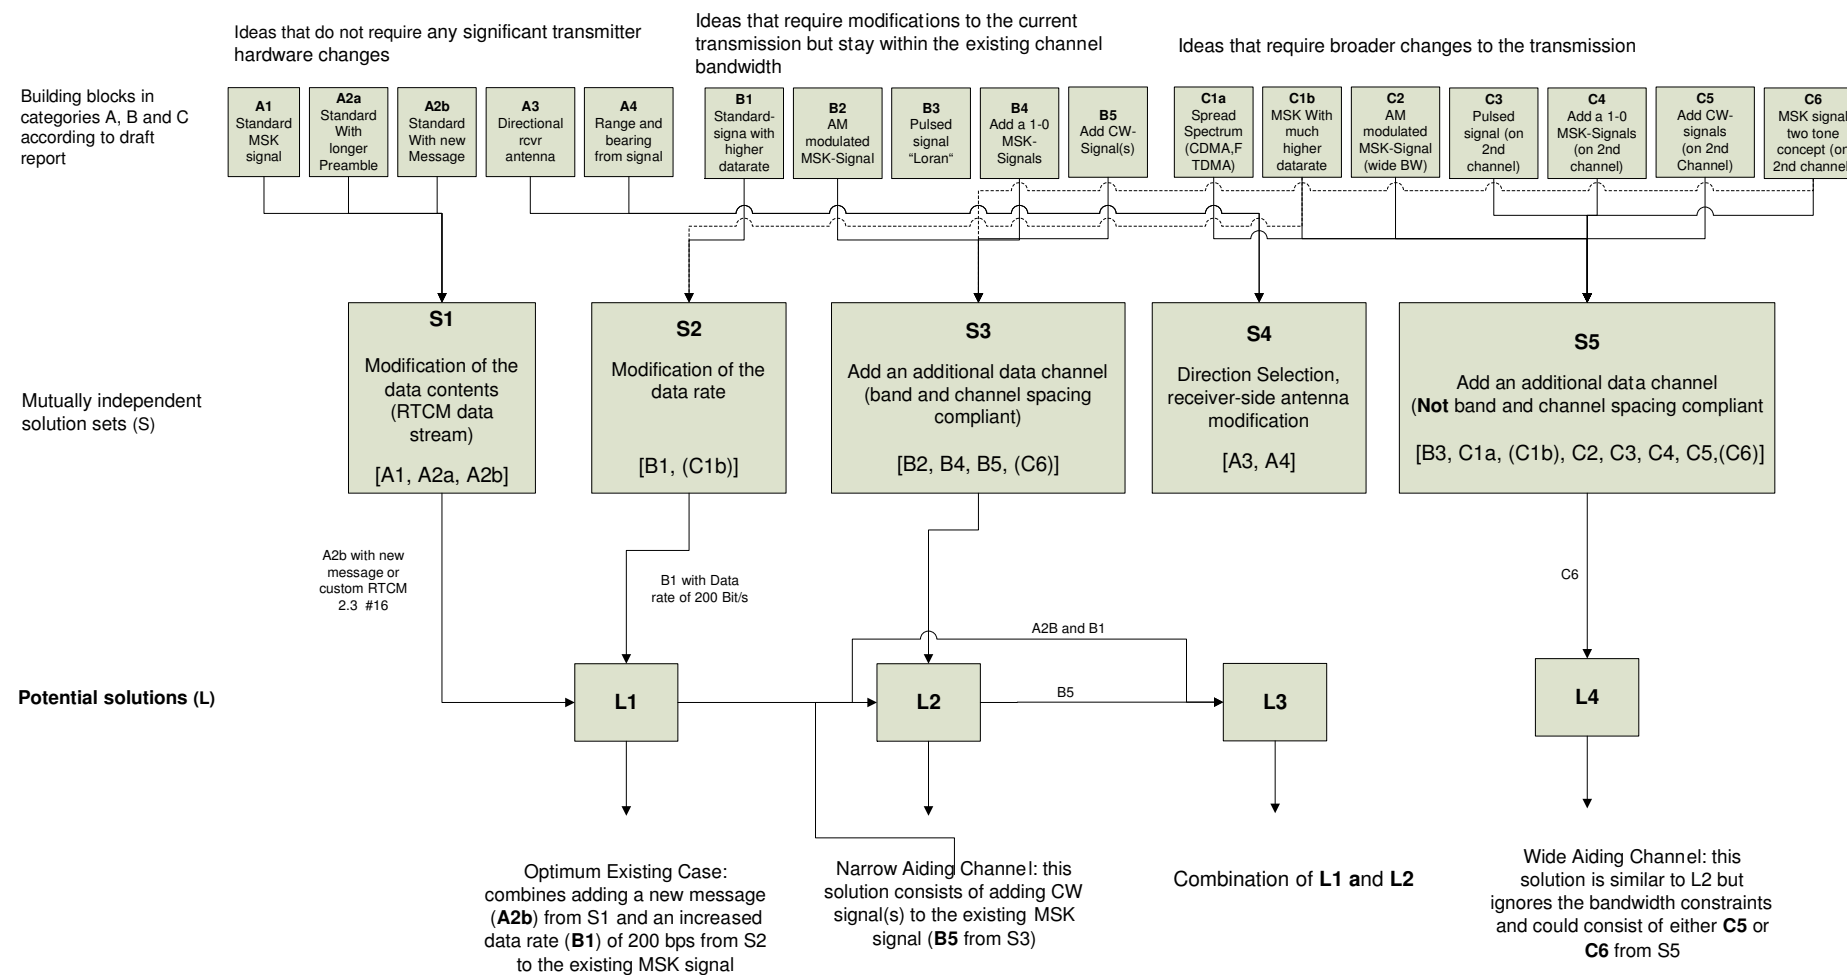 Ideas that do not require any significant transmitter
hardware changes
Ideas that require modifications to the current
transmission but stay within the existing channel
bandwidth
Ideas that require broader changes to the transmission
Building blocks in
categories A, B and C
according to draft
report
A1
Standard
MSK
signal
A2a
Standard
With
longer
Preamble
A2b
Standard
With new
Message
A3
Directional
rcvr
antenna
A4
Range and
bearing
from signal
B1
Standard-
signa with
higher
datarate
B2
AM
modulated
MSK-Signal
B3
Pulsed
signal
"Loran"
B4
Add a 1-0
MSK-
Signals
B5
Add CW-
Signal(s)
C1a
Spread
Spectrum
(CDMA,F
TDMA)
C1b
MSK With
much
higher
datarate
C2
AM
modulated
MSK-Signal
(wide BW)
C3
Pulsed
signal (on
2nd
channel)
C4
Add a 1-0
MSK-Signals
(on 2nd
channel)
C5
Add CW-
signals
(on 2nd
Channel)
C6
MSK signal
two tone
concept (on
2nd channel
Mutually independent
solution sets (S)
S1
Modification of the
data contents
(RTCM data
stream)
[A1, A2a, A2b]
S2
Modification of the
data rate
[B1, (C1b)]
S3
Add an additional data channel
(band and channel spacing
compliant)
[B2, B4, B5, (C6)]
S4
Direction Selection,
receiver-side antenna
modification
[A3, A4]
S5
Add an additional data channel
(Not band and channel spacing compliant
[B3, C1a, (C1b), C2, C3, C4, C5,(C6)]
A2b with new
message or
custom RTCM
2.3 #16
B1 with Data
rate of 200 Bit/s
A2B and B1
B5
C6
Potential solutions (L)
L1
L2
L3
L4
Optimum Existing Case:
combines adding a new message
(A2b) from S1 and an increased
data rate (B1) of 200 bps from S2
to the existing MSK signal
Narrow Aiding Channel: this
solution consists of adding CW
signal(s) to the existing MSK
signal (B5 from S3)
Combination of L1 and L2
Wide Aiding Channel: this
solution is similar to L2 but
ignores the bandwidth constraints
and could consist of either C5 or
C6 from S5